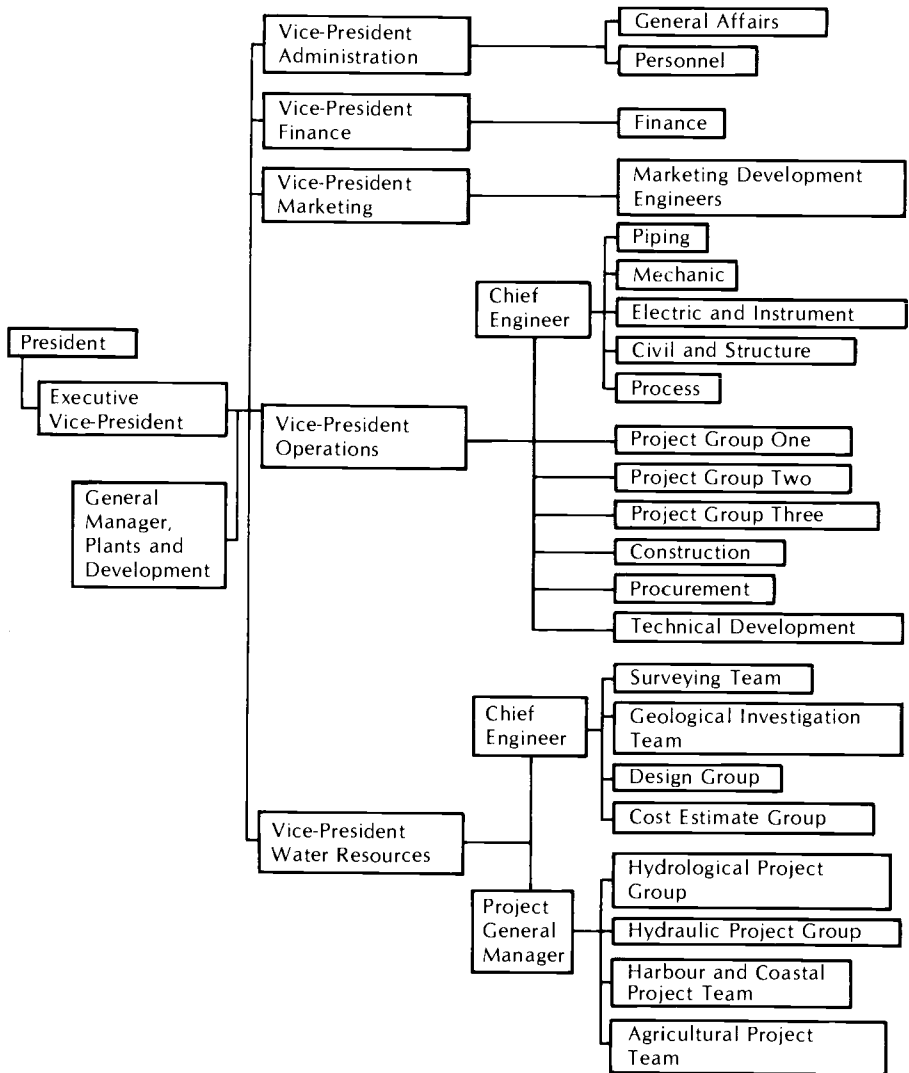 Vice-President
Administration
General Affairs
Personnel
Vice-President
Finance
Finance
Vice-President
Marketing
Marketing Development
Engineers
Chief
Engineer
Piping
Mechanic
Electric and Instrument
Civil and Structure
Process
President
Executive
Vice-President
General
Manager,
Plants and
Development
Vice-President
Operations
Project Group One
Project Group Two
Project Group Three
Construction
Procurement
Technical Development
Chief
Engineer
Surveying Team
Geological Investigation
Team
Design Group
Cost Estimate Group
Vice-President
Water Resources
Project
General
Manager
Hydrological Project
Group
Hydraulic Project Group
Harbour and Coastal
Project Team
Agricultural Project
Team